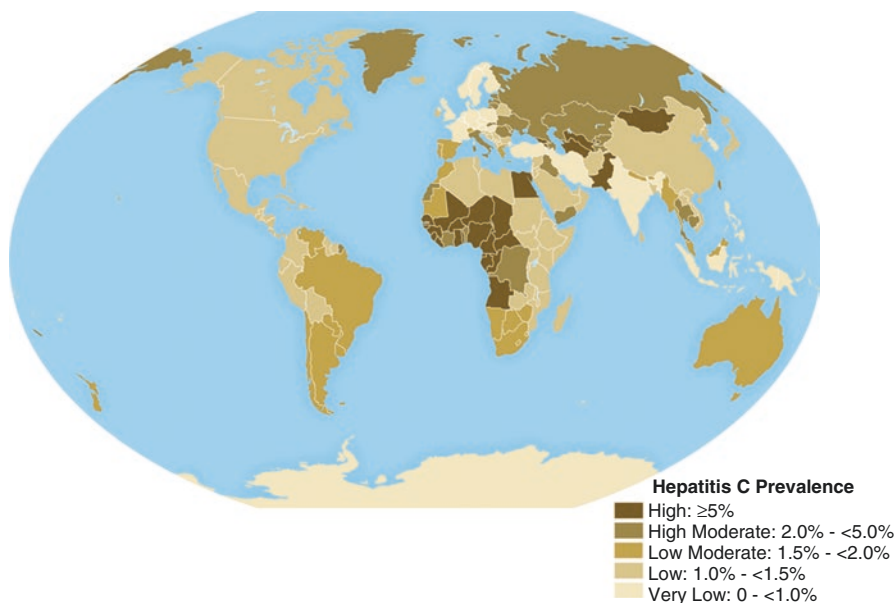 Hepatitis C Prevalence
High: ≥5%
High Moderate: 2.0% - <5.0%
Low Moderate: 1.5% - <2.0%
Low: 1.0% - <1.5%
Very Low: 0 - <1.0%